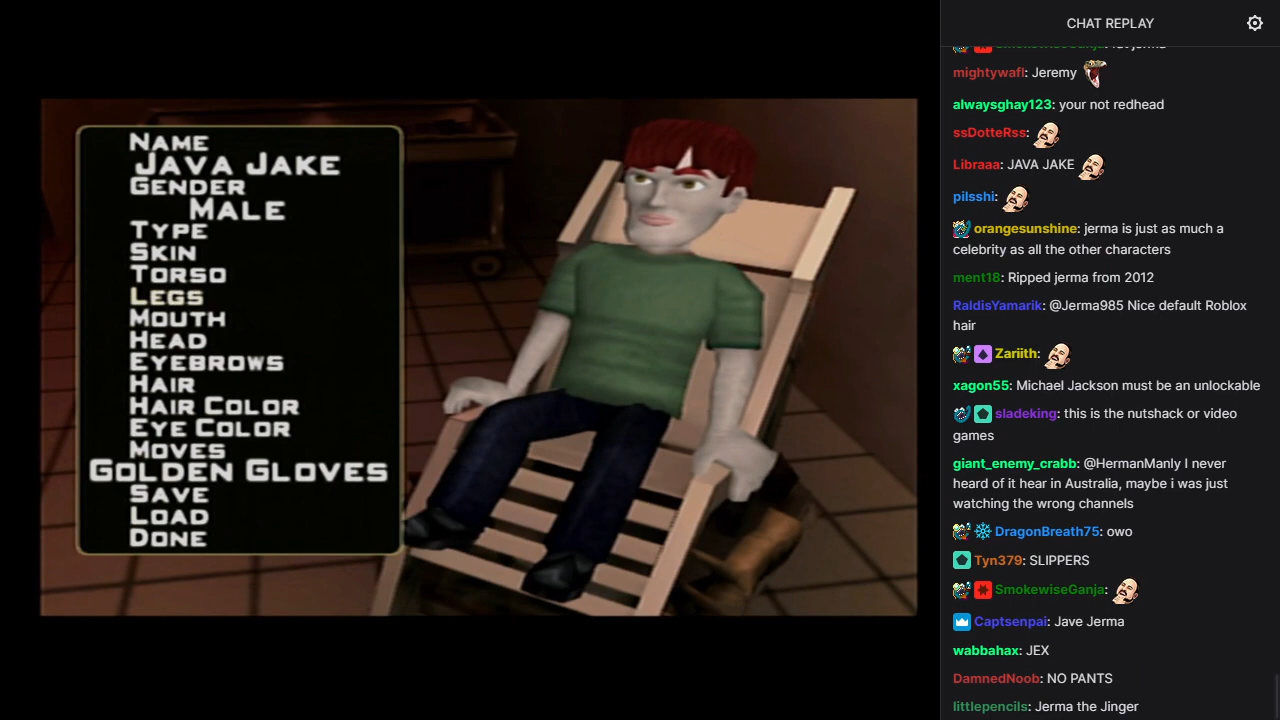 NAME
JAVA JAKE
GENDER
MALE
TYPE
SKIN
TORSO
LEGS
MOUTH
HEAD
EYEBROWS
HAIR
HAIR COLOR
EYE COLOR
MOVES
GOLDEN GLOVES
SAVE
LOAD
DONE
CHAT REPLAY
mightywafl: Jeremy
alwaysghay123: your not redhead
ssDotteRss:
Libraaa: JAVA JAKE
pilsshi:
orangesunshine: jerma is just as much a
celebrity as all the other characters
ment18: Ripped jerma from 2012
RaldisYamarik: @Jerma985 Nice default Roblox
hair
Zariith:
xagon55: Michael Jackson must be an unlockable
sladeking: this is the nutshack or video
games
giant_enemy_crabb: @HermanManly I never
heard of it hear in Australia, maybe i was just
watching the wrong channels
DragonBreath75: owo
Tyn379: SLIPPERS
SmokewiseGanja:
Captsenpai: Jave Jerma
wabbahax: JEX
DamnedNoob: NO PANTS
littlepencils: Jerma the Jinger